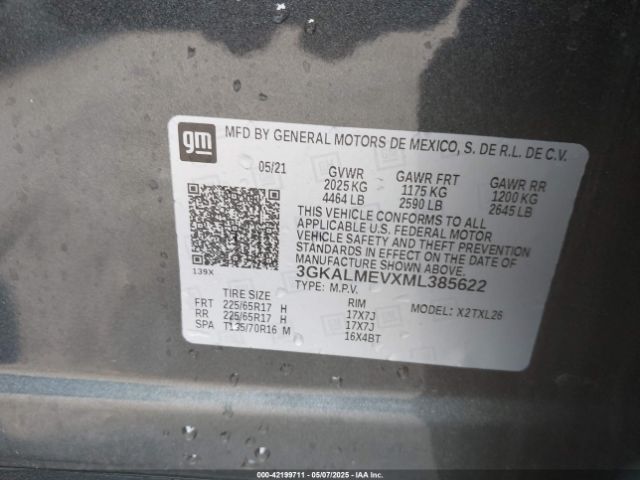 gm
MFD BY GENERAL MOTORS DE MEXICO, S. DE R.L. DE C.V.
05/21
GVWR GAWR FRT GAWR RR
2025 KG 1175 KG 1200 KG
4464 LB 2590 LB 2645 LB
THIS VEHICLE CONFORMS TO ALL
APPLICABLE U.S. FEDERAL MOTOR
VEHICLE SAFETY AND THEFT PREVENTION
STANDARDS IN EFFECT ON THE DATE OF
MANUFACTURE SHOWN ABOVE.
139X
3GKALMEVXML385622
TYPE: M.P.V.
TIRE SIZE RIM MODEL: X2TXL26
FRT 225/65R17 H 17X7J
RR 225/65R17 H 17X7J
SPA T135/70R16 M 16X4BT
000-42199711 - 05/07/2025 - IAA Inc.